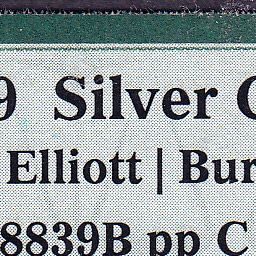 9 Silver C
Elliott | Bur
8839B pp C